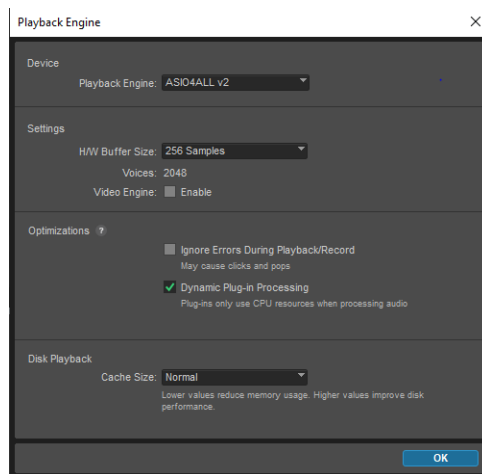 Playback Engine
Device
Playback Engine: ASIO4ALL v2
Settings
H/W Buffer Size: 256 Samples
Voices: 2048
Video Engine: Enable
Optimizations ?
Ignore Errors During Playback/Record
May cause clicks and pops
Dynamic Plug-in Processing
Plug-ins only use CPU resources when processing audio
Disk Playback
Cache Size: Normal
Lower values reduce memory usage. Higher values improve disk
performance.
OK